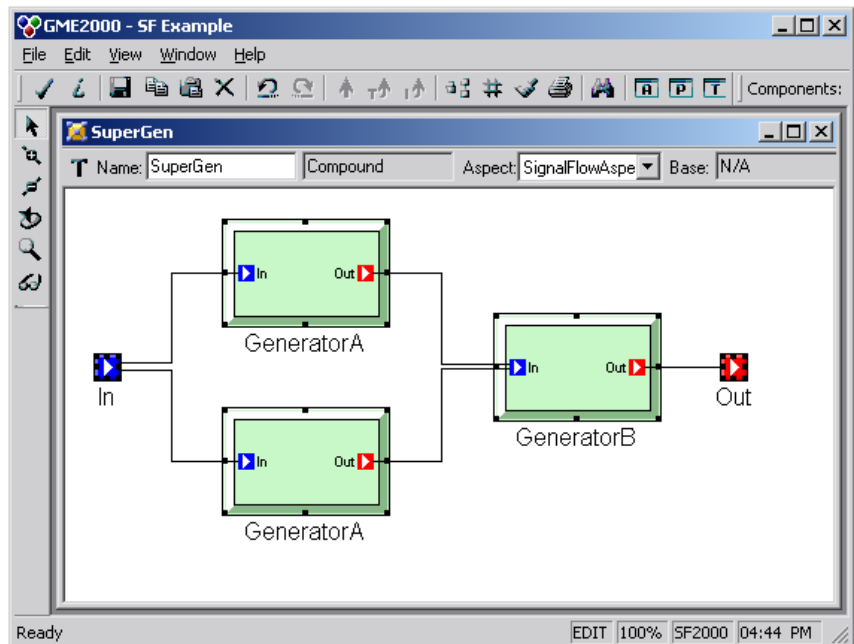 GME2000 - SF Example
File Edit View Window Help
Components:
SuperGen
Name: SuperGen Compound Aspect: SignalFlowAspe Base: N/A
In Out
GeneratorA
In Out
GeneratorB
In
Out
In Out
GeneratorA
Ready EDIT 100% SF2000 04:44 PM